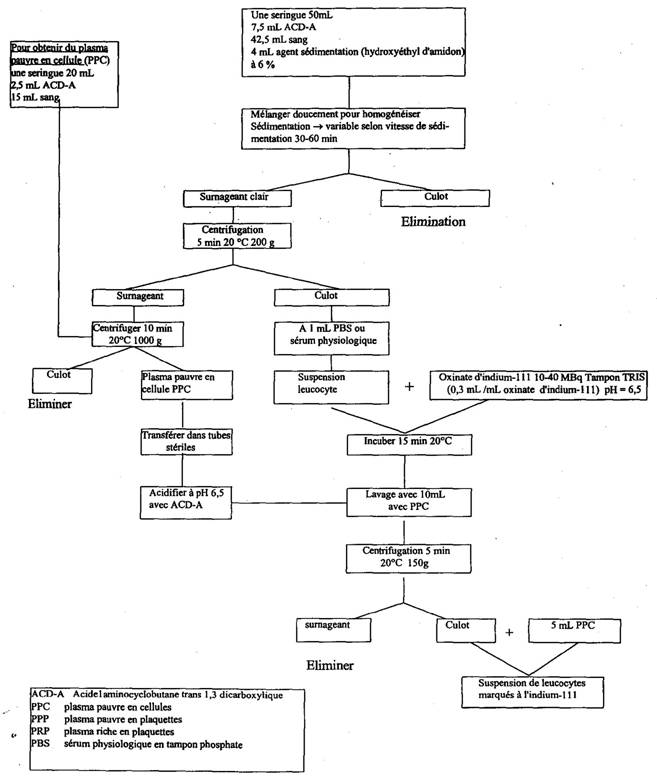 Une seringue 50mL
7,5 mL ACD-A
42,5 mL sang
4 mL agent sédimentation (hydroxyéthyl d'amidon)
à 6 %
Pour obtenir du plasma
pauvre en cellule (PPC)
une seringue 20 mL
2,5 mL ACD-A
15 mL sang
Mélanger doucement pour homogénéiser
Sédimentation → variable selon vitesse de sédi-
mentation 30-60 min
Surnageant clair
Culot
Elimination
Centrifugation
5 min 20 °C 200 g
Surnageant
Culot
Centrifuger 10 min
20°C 1000 g
A 1 mL PBS ou
sérum physiologique
Culot
Eliminer
Plasma pauvre en
cellule PPC
Suspension
leucocyte
+
Oxinate d'indium-111 10-40 MBq Tampon TRIS
(0,3 mL /mL oxinate d'indium-111) pH = 6,5
Transférer dans tubes
stériles
Incuber 15 min 20°C
Acidifier à pH 6,5
avec ACD-A
Lavage avec 10mL
avec PPC
Centrifugation 5 min
20°C 150g
surnageant
Eliminer
Culot
+
5 mL PPC
Suspension de leucocytes
marqués à l'indium-111
ACD-A Acide1aminocyclobutane trans 1,3 dicarboxylique
PPC plasma pauvre en cellules
PPP plasma pauvre en plaquettes
PRP plasma riche en plaquettes
PBS sérum physiologique en tampon phosphate